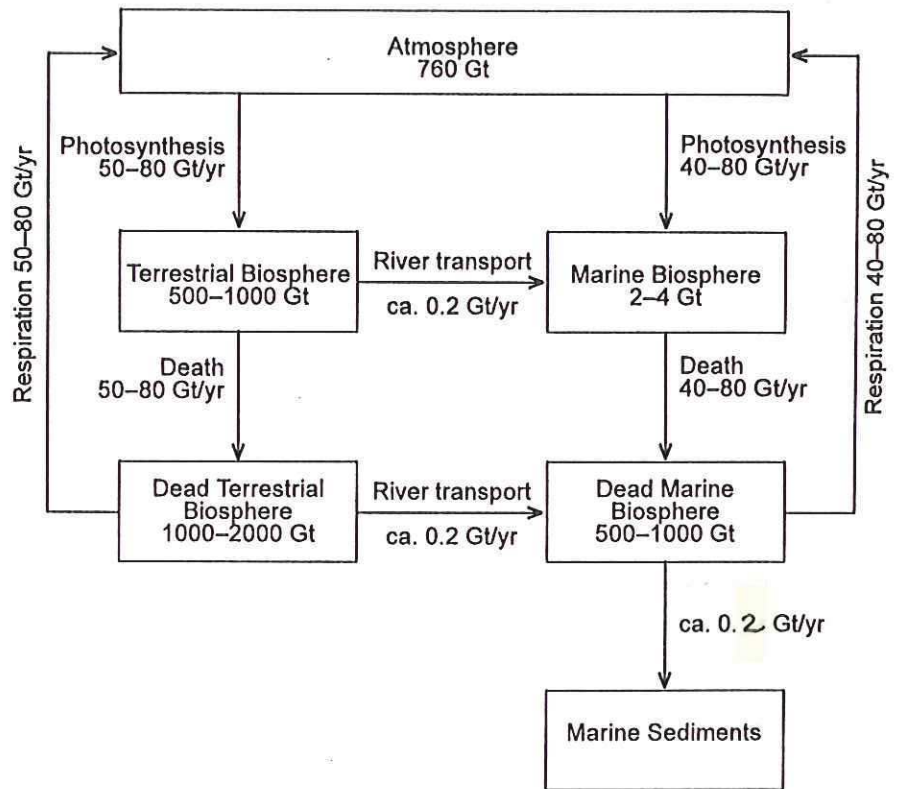 Atmosphere
760 Gt
Photosynthesis
50–80 Gt/yr
Photosynthesis
40–80 Gt/yr
Respiration 50–80 Gt/yr
Respiration 40–80 Gt/yr
Terrestrial Biosphere
500–1000 Gt
River transport
ca. 0.2 Gt/yr
Marine Biosphere
2–4 Gt
Death
50–80 Gt/yr
Death
40–80 Gt/yr
Dead Terrestrial
Biosphere
1000–2000 Gt
River transport
ca. 0.2 Gt/yr
Dead Marine
Biosphere
500–1000 Gt
ca. 0.2 Gt/yr
Marine Sediments